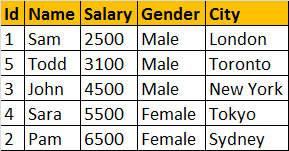 Id Name Salary Gender City
1 Sam 2500 Male London
5 Todd 3100 Male Toronto
3 John 4500 Male New York
4 Sara 5500 Female Tokyo
2 Pam 6500 Female Sydney